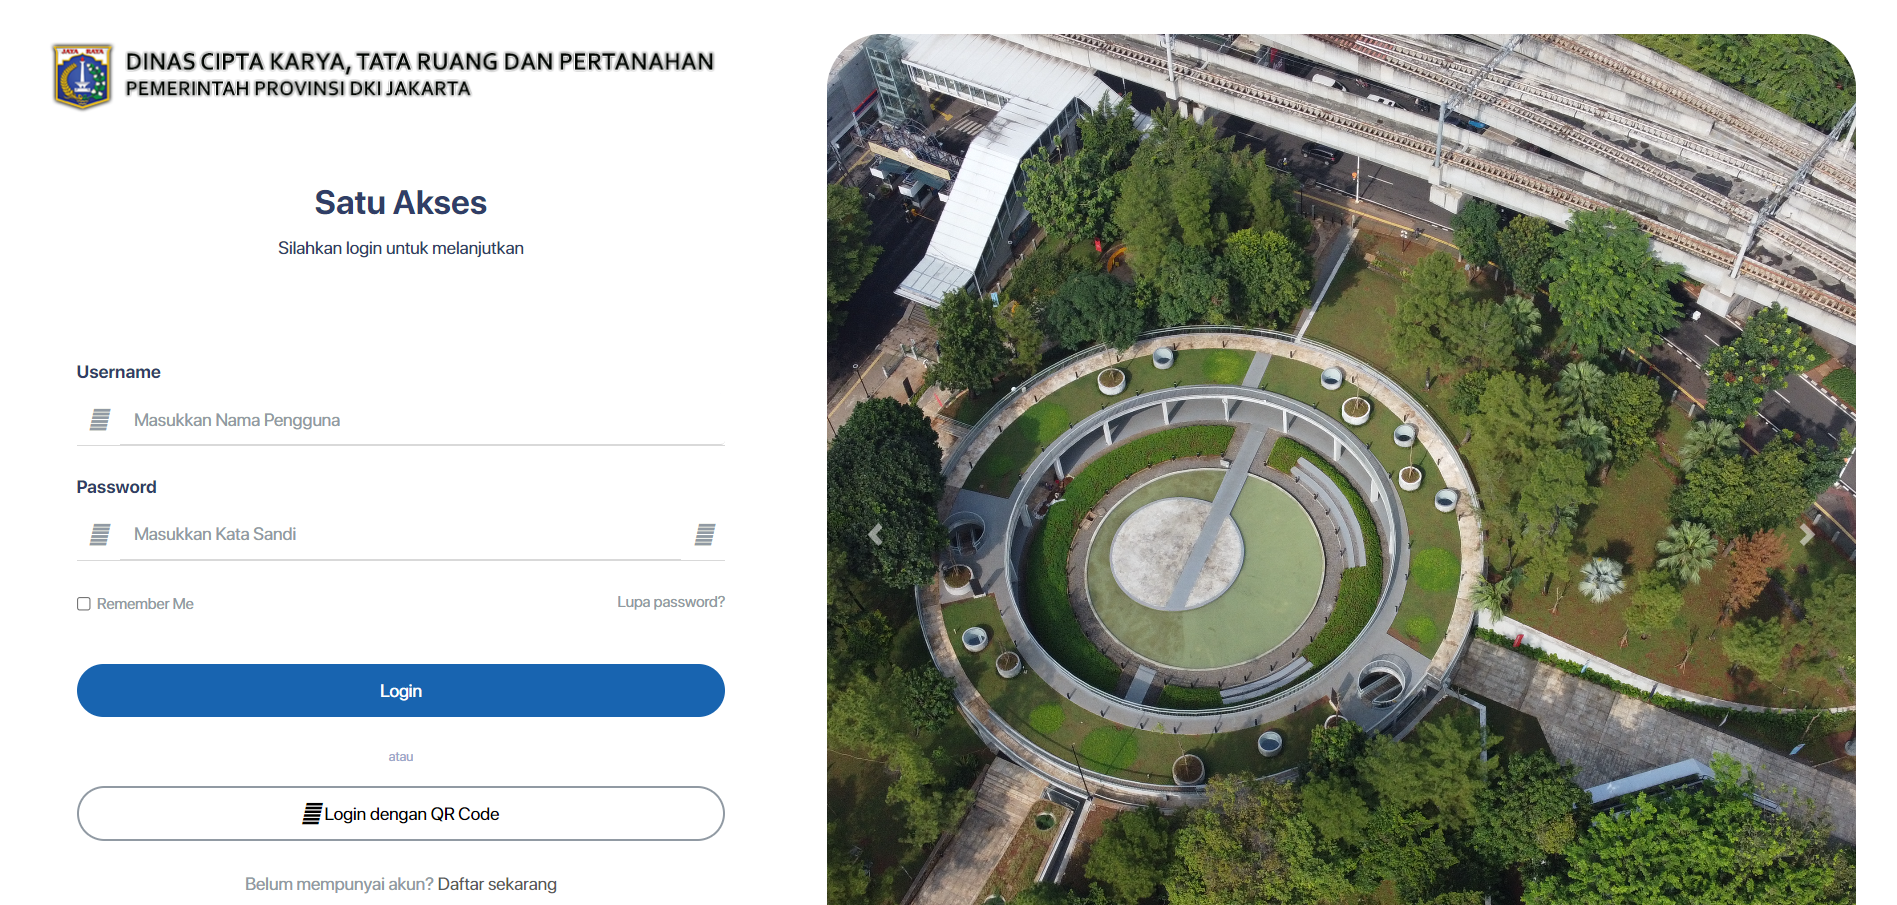 JAYA RAYA
DINAS CIPTA KARYA, TATA RUANG DAN PERTANAHAN
PEMERINTAH PROVINSI DKI JAKARTA
Satu Akses
Silahkan login untuk melanjutkan
Username
Masukkan Nama Pengguna
Password
Masukkan Kata Sandi
Remember Me
Lupa password?
Login
atau
Login dengan QR Code
Belum mempunyai akun? Daftar sekarang